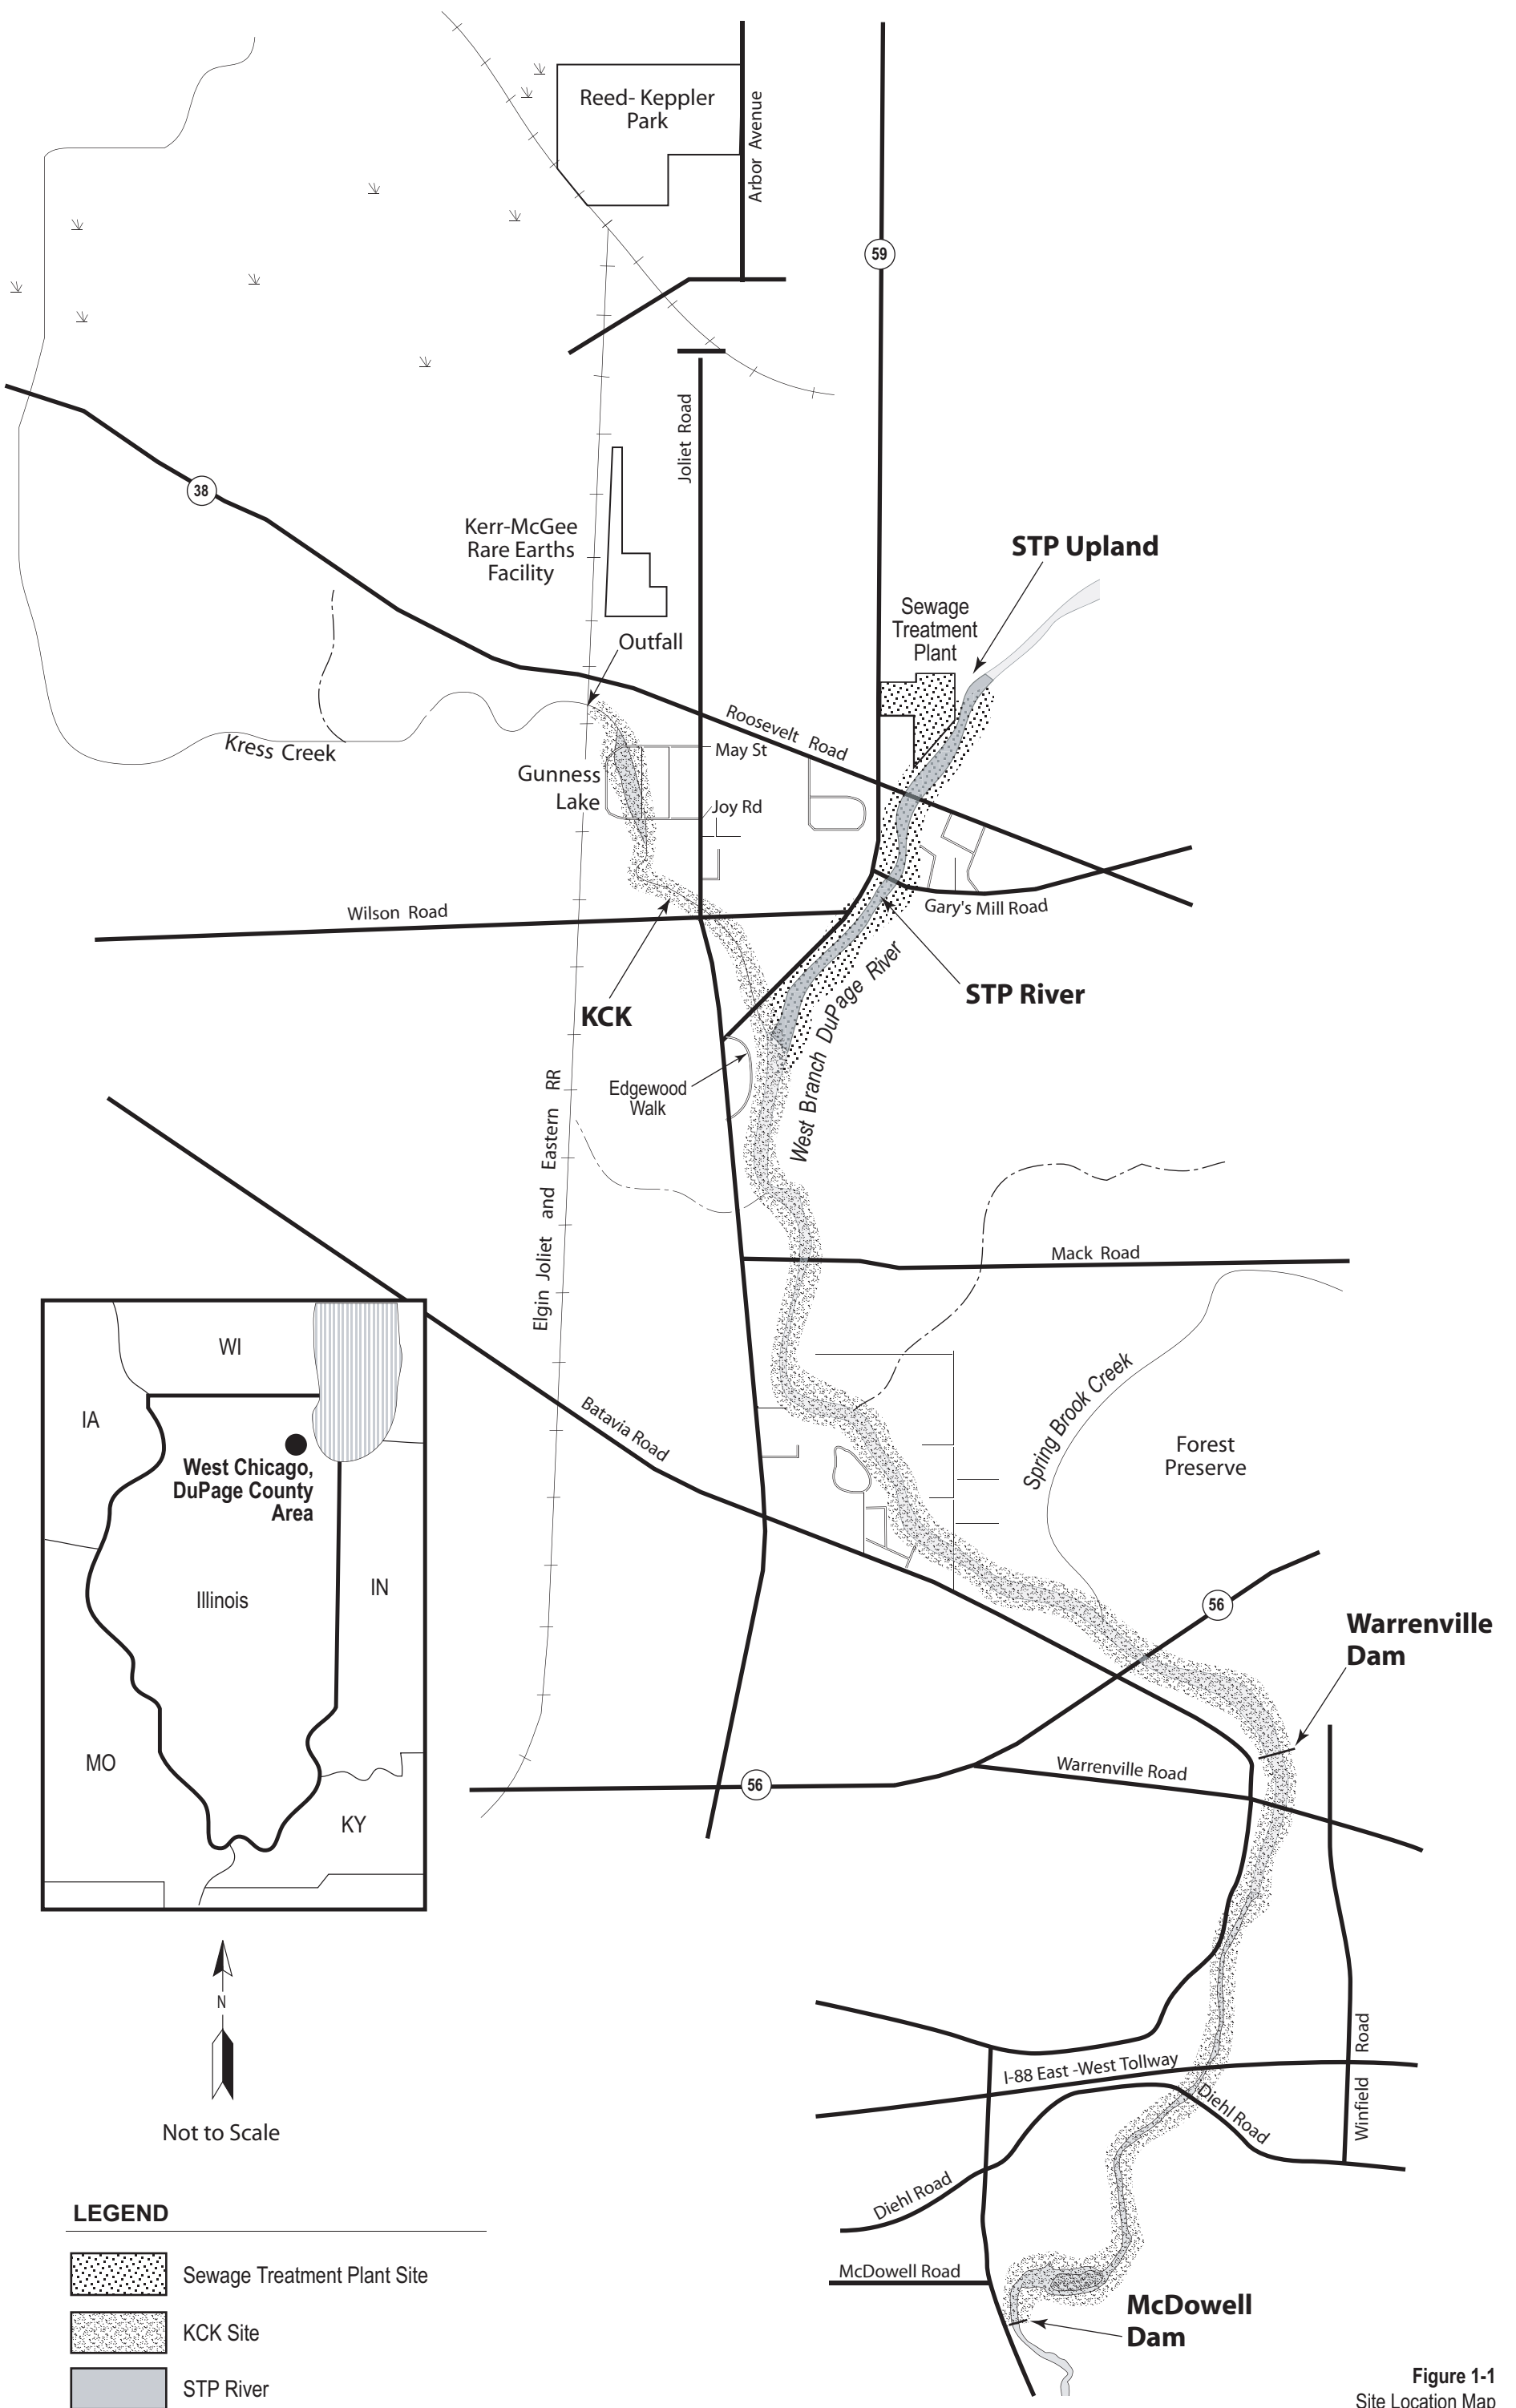 Reed- Keppler
Park
Arbor Avenue
59
Joliet Road
38
Kerr-McGee
Rare Earths
Facility
STP Upland
Sewage
Treatment
Plant
Outfall
Roosevelt Road
Kress Creek
May St
Gunness
Lake
Joy Rd
Wilson Road
Gary's Mill Road
STP River
KCK
West Branch DuPage River
Edgewood
Walk
Elgin Joliet and Eastern RR
Mack Road
WI
IA
West Chicago,
DuPage County
Area
Illinois
IN
MO
KY
Batavia Road
Spring Brook Creek
Forest
Preserve
56
Warrenville
Dam
Warrenville Road
56
N
Not to Scale
I-88 East -West Tollway
Diehl Road
Winfield Road
Diehl Road
McDowell Road
McDowell
Dam
LEGEND
Sewage Treatment Plant Site
KCK Site
STP River
Figure 1-1
Site Location Map